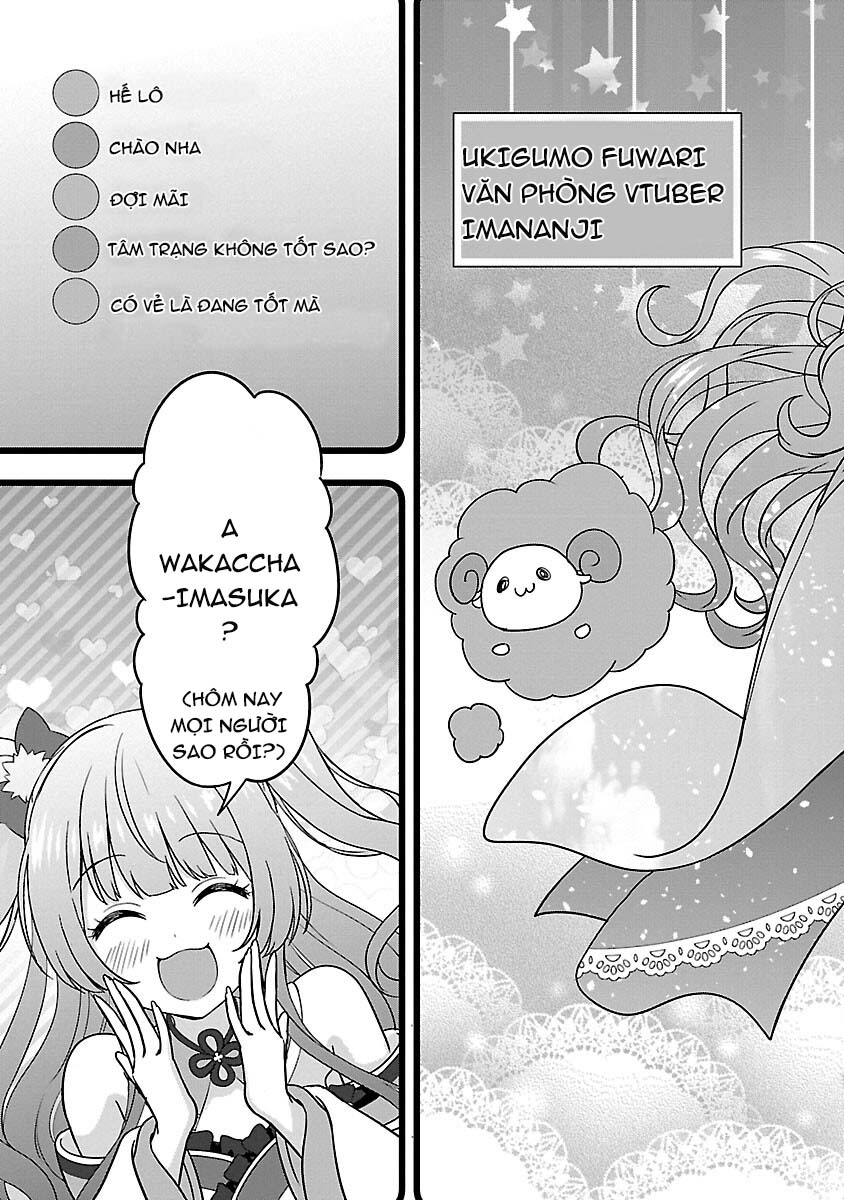 UKIGUMO FUWARI
VĂN PHÒNG VTUBER
IMANANJI
HẾ LÔ
CHÀO NHA
ĐỢI MÃI
TÂM TRẠNG KHÔNG TỐT SAO?
CÓ VẺ LÀ ĐANG TỐT MÀ
A
WAKACCHA
-IMASUKA
?
(HÔM NAY
MỌI NGƯỜI
SAO RỒI?)